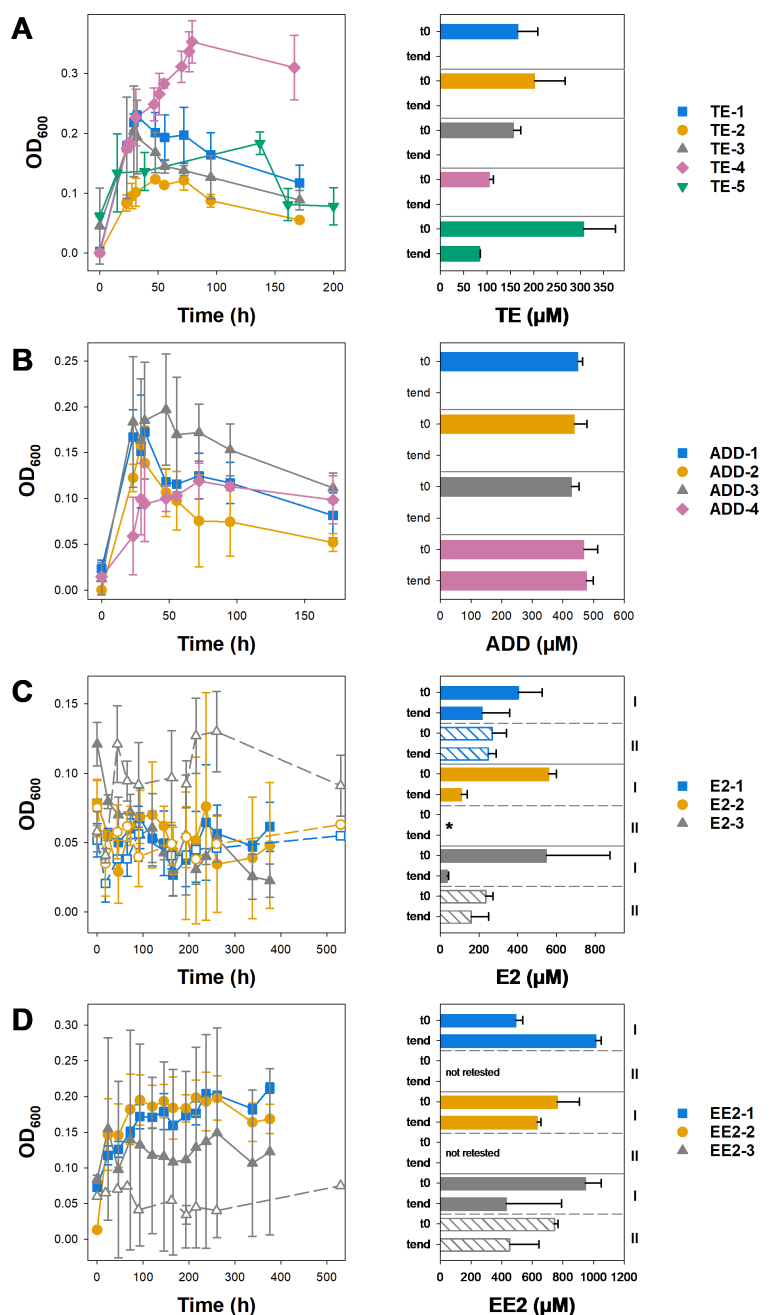 A
OD600
0.3
0.2
0.1
0.0
0 50 100 150 200
Time (h)
t0
tend
t0
tend
t0
tend
t0
tend
t0
tend
0 50 100 150 200 250 300 350
TE (µM)
TE-1
TE-2
TE-3
TE-4
TE-5
B
OD600
0.25
0.20
0.15
0.10
0.05
0.00
0 50 100 150
Time (h)
t0
tend
t0
tend
t0
tend
t0
tend
0 100 200 300 400 500 600
ADD (µM)
ADD-1
ADD-2
ADD-3
ADD-4
C
OD600
0.15
0.10
0.05
0.00
0 100 200 300 400 500
Time (h)
t0
tend
I
t0
tend
II
t0
tend
I
t0
tend
*
II
t0
tend
I
t0
tend
II
0 200 400 600 800
E2 (µM)
E2-1
E2-2
E2-3
D
OD600
0.30
0.25
0.20
0.15
0.10
0.05
0.00
0 100 200 300 400 500
Time (h)
t0
tend
I
t0
tend
not retested
II
t0
tend
I
t0
tend
not retested
II
t0
tend
I
t0
tend
II
0 200 400 600 800 1000 1200
EE2 (µM)
EE2-1
EE2-2
EE2-3